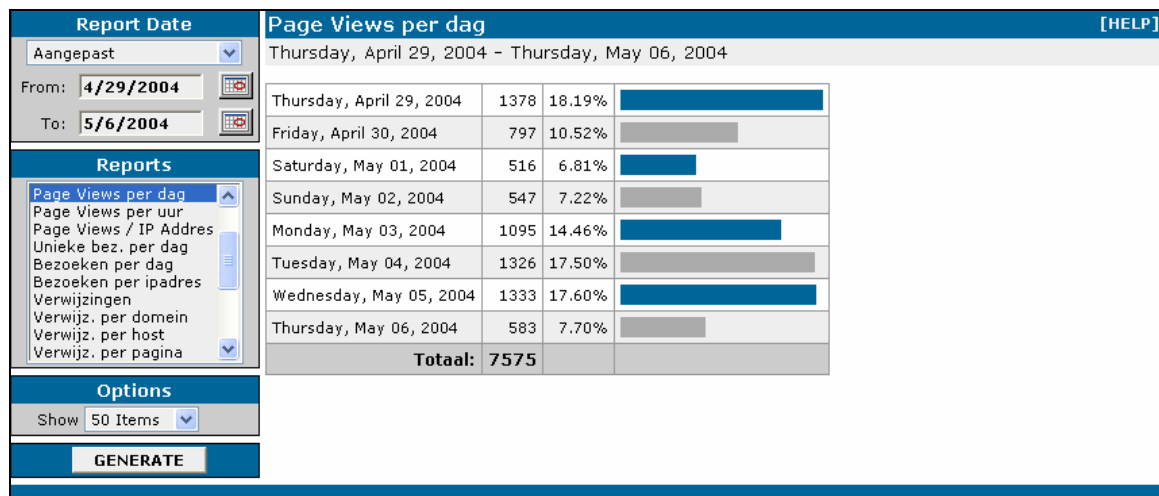 Report Date
Aangepast
From: 4/29/2004
To: 5/6/2004
Reports
Page Views per dag
Page Views per uur
Page Views / IP Addres
Unieke bez. per dag
Bezoeken per dag
Bezoeken per ipadres
Verwijzingen
Verwijz. per domein
Verwijz. per host
Verwijz. per pagina
Options
Show 50 Items
GENERATE
Page Views per dag [HELP]
Thursday, April 29, 2004 - Thursday, May 06, 2004
Thursday, April 29, 2004 1378 18.19%
Friday, April 30, 2004 797 10.52%
Saturday, May 01, 2004 516 6.81%
Sunday, May 02, 2004 547 7.22%
Monday, May 03, 2004 1095 14.46%
Tuesday, May 04, 2004 1326 17.50%
Wednesday, May 05, 2004 1333 17.60%
Thursday, May 06, 2004 583 7.70%
Totaal: 7575